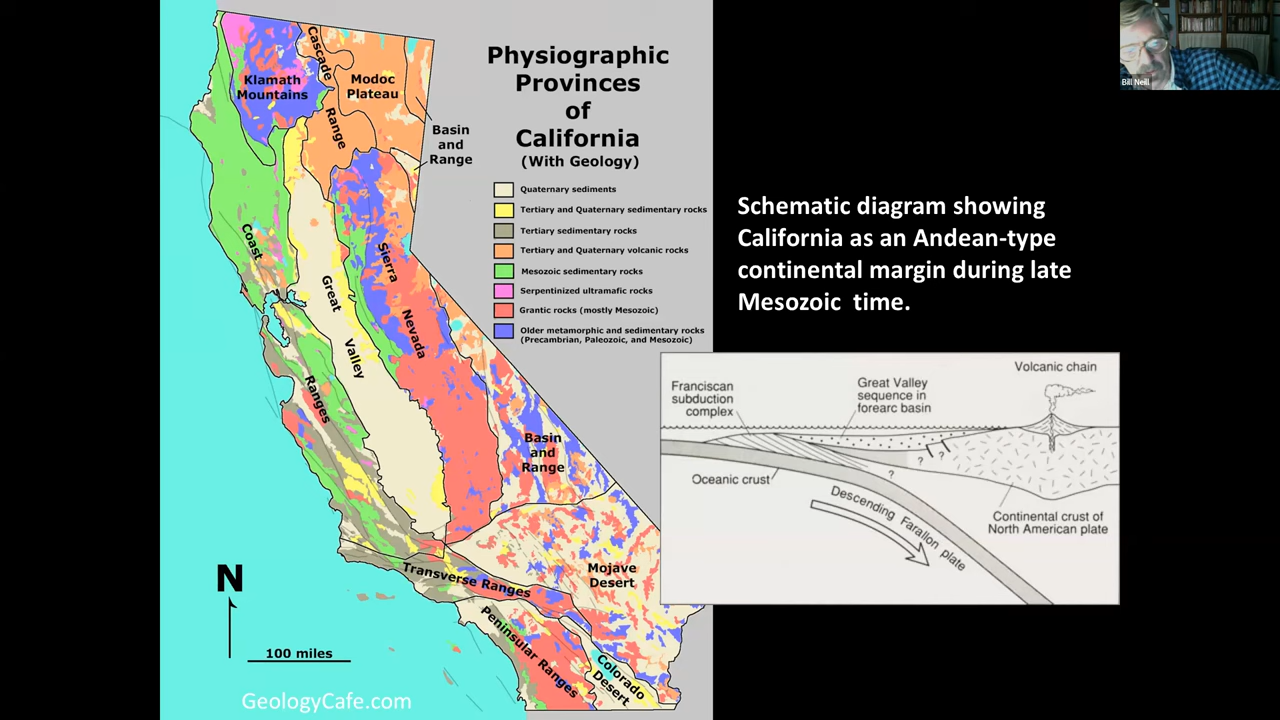 Physiographic
Provinces
of
California
(With Geology)
Quaternary sediments
Tertiary and Quaternary sedimentary rocks
Tertiary sedimentary rocks
Tertiary and Quaternary volcanic rocks
Mesozoic sedimentary rocks
Serpentinized ultramafic rocks
Grantic rocks (mostly Mesozoic)
Older metamorphic and sedimentary rocks
(Precambrian, Paleozoic, and Mesozoic)
Klamath
Mountains
Cascade
Range
Modoc
Plateau
Basin
and
Range
Coast
Ranges
Great
Valley
Sierra
Nevada
Basin
and
Range
Mojave
Desert
Transverse Ranges
Peninsular Ranges
Colorado
Desert
N
100 miles
GeologyCafe.com
Bill Neill
Schematic diagram showing
California as an Andean-type
continental margin during late
Mesozoic time.
Volcanic chain
Franciscan
subduction
complex
Great Valley
sequence in
forearc basin
? ? ?
Oceanic crust
Descending Farallon plate
Continental crust of
North American plate